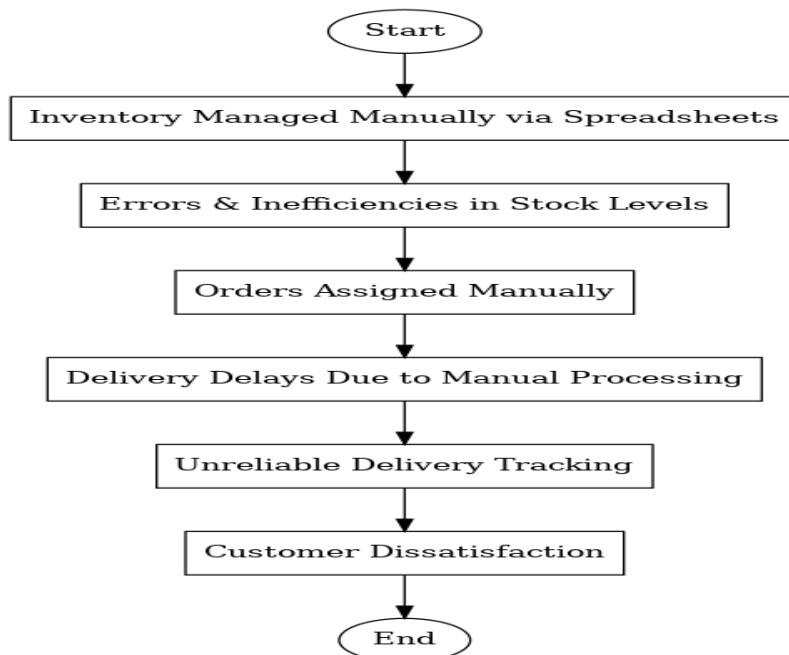 Start
Inventory Managed Manually via Spreadsheets
Errors & Inefficiencies in Stock Levels
Orders Assigned Manually
Delivery Delays Due to Manual Processing
Unreliable Delivery Tracking
Customer Dissatisfaction
End